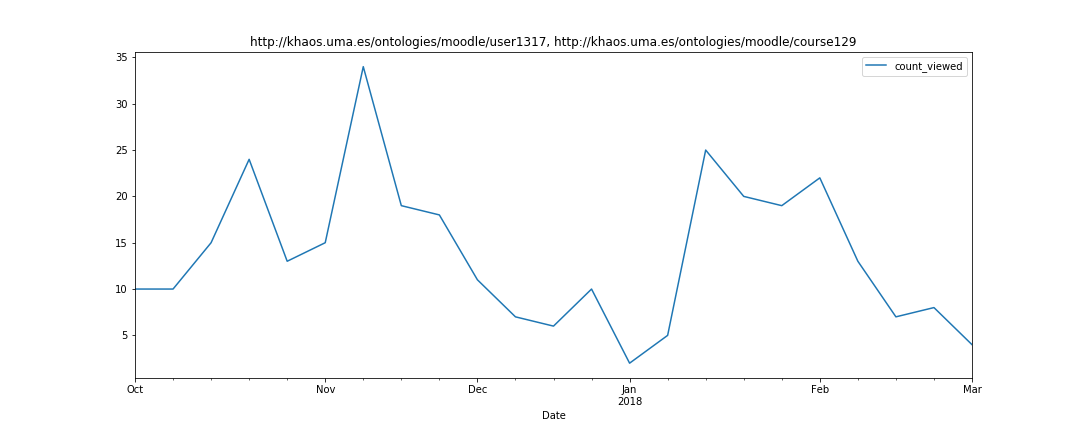 http://khaos.uma.es/ontologies/moodle/user1317, http://khaos.uma.es/ontologies/moodle/course129
count_viewed
35
30
25
20
15
10
5
Oct
Nov
Dec
Jan
2018
Feb
Mar
Date